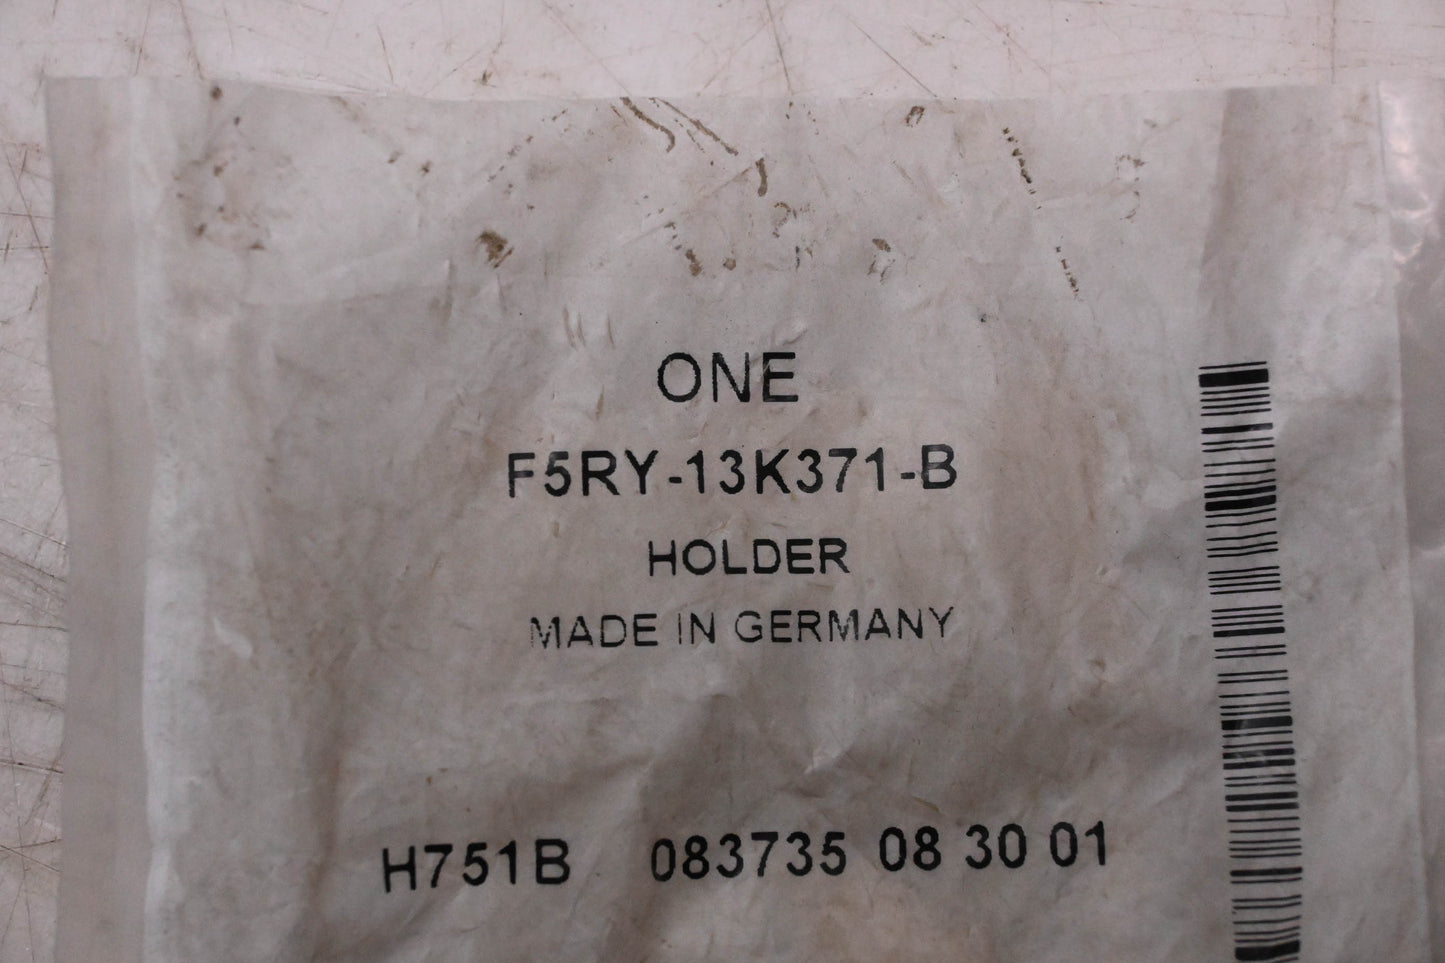 ONE
F5RY-13K371-B
HOLDER
MADE IN GERMANY
H751B 083735 08 30 01